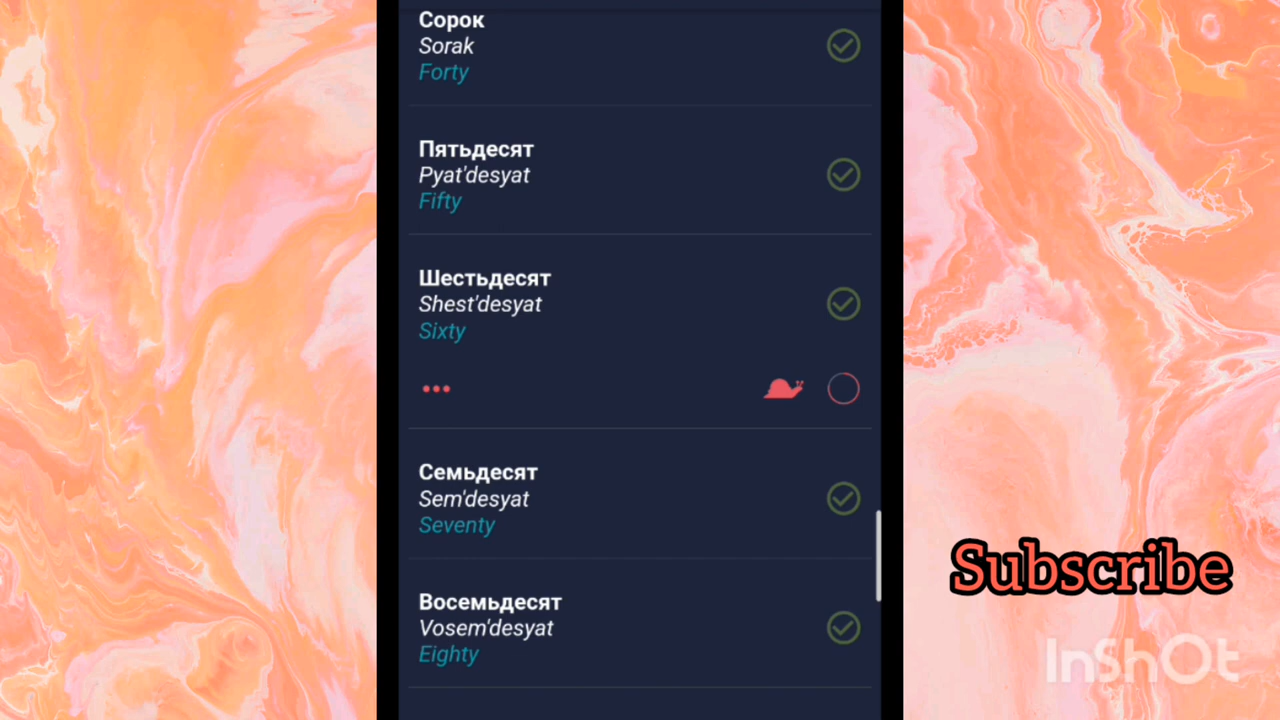 Сорок
Sorak
Forty
Пятьдесят
Pyat'desyat
Fifty
Шестьдесят
Shest'desyat
Sixty
Семьдесят
Sem'desyat
Seventy
Восемьдесят
Vosem'desyat
Eighty
Subscribe
InShOt